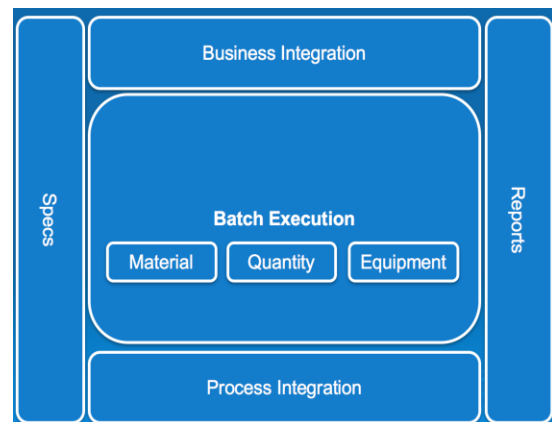 Business Integration
Specs
Batch Execution
Material
Quantity
Equipment
Reports
Process Integration